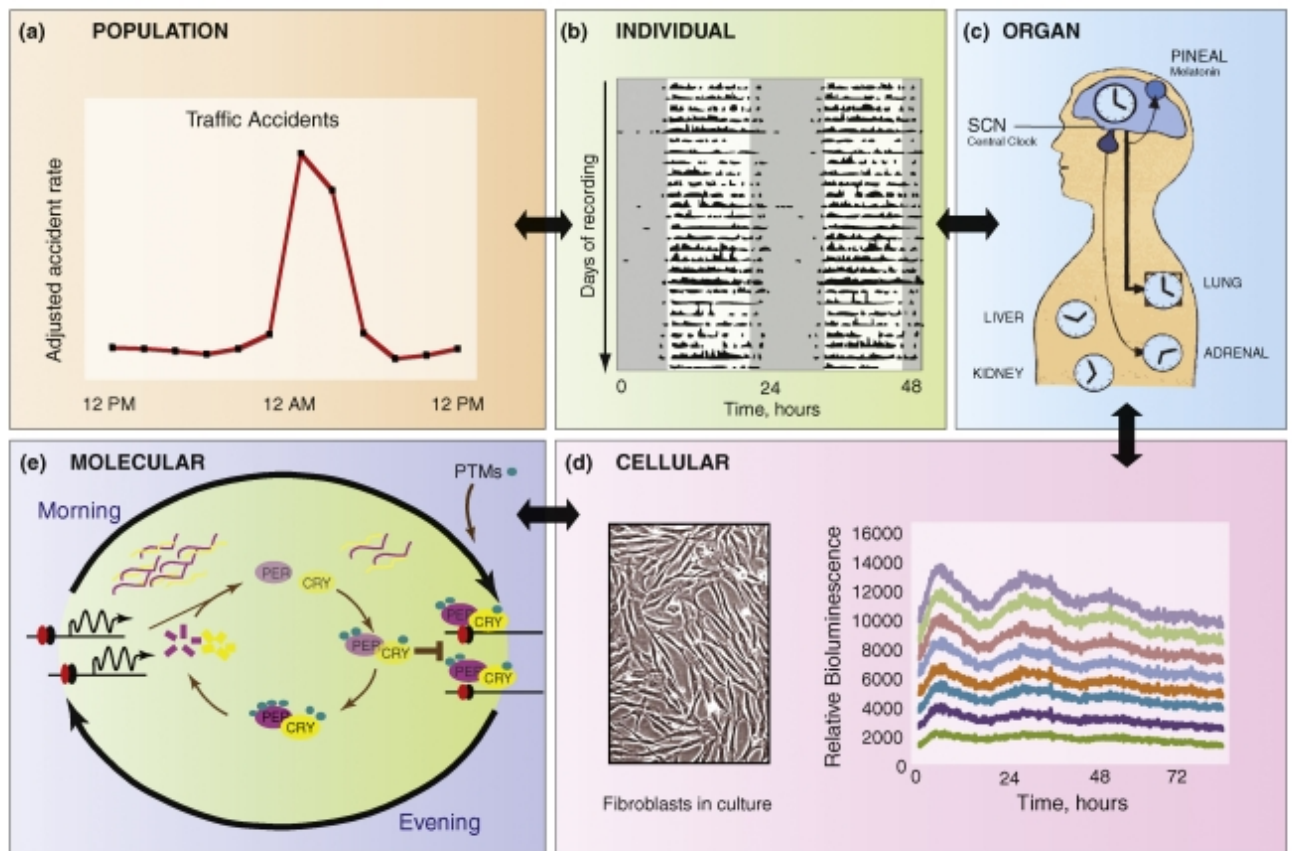 (a) POPULATION
Traffic Accidents
Adjusted accident rate
12 PM 12 AM 12 PM
(b) INDIVIDUAL
Days of recording
0 24 48
Time, hours
(c) ORGAN
PINEAL
Melatonin
SCN
Central Clock
LUNG
LIVER
ADRENAL
KIDNEY
(e) MOLECULAR
PTMs
Morning
PER CRY
PER CRY
PER CRY
PER CRY
PER CRY
Evening
(d) CELLULAR
Fibroblasts in culture
Relative Bioluminescence
16000
14000
12000
10000
8000
6000
4000
2000
0
0 24 48 72
Time, hours